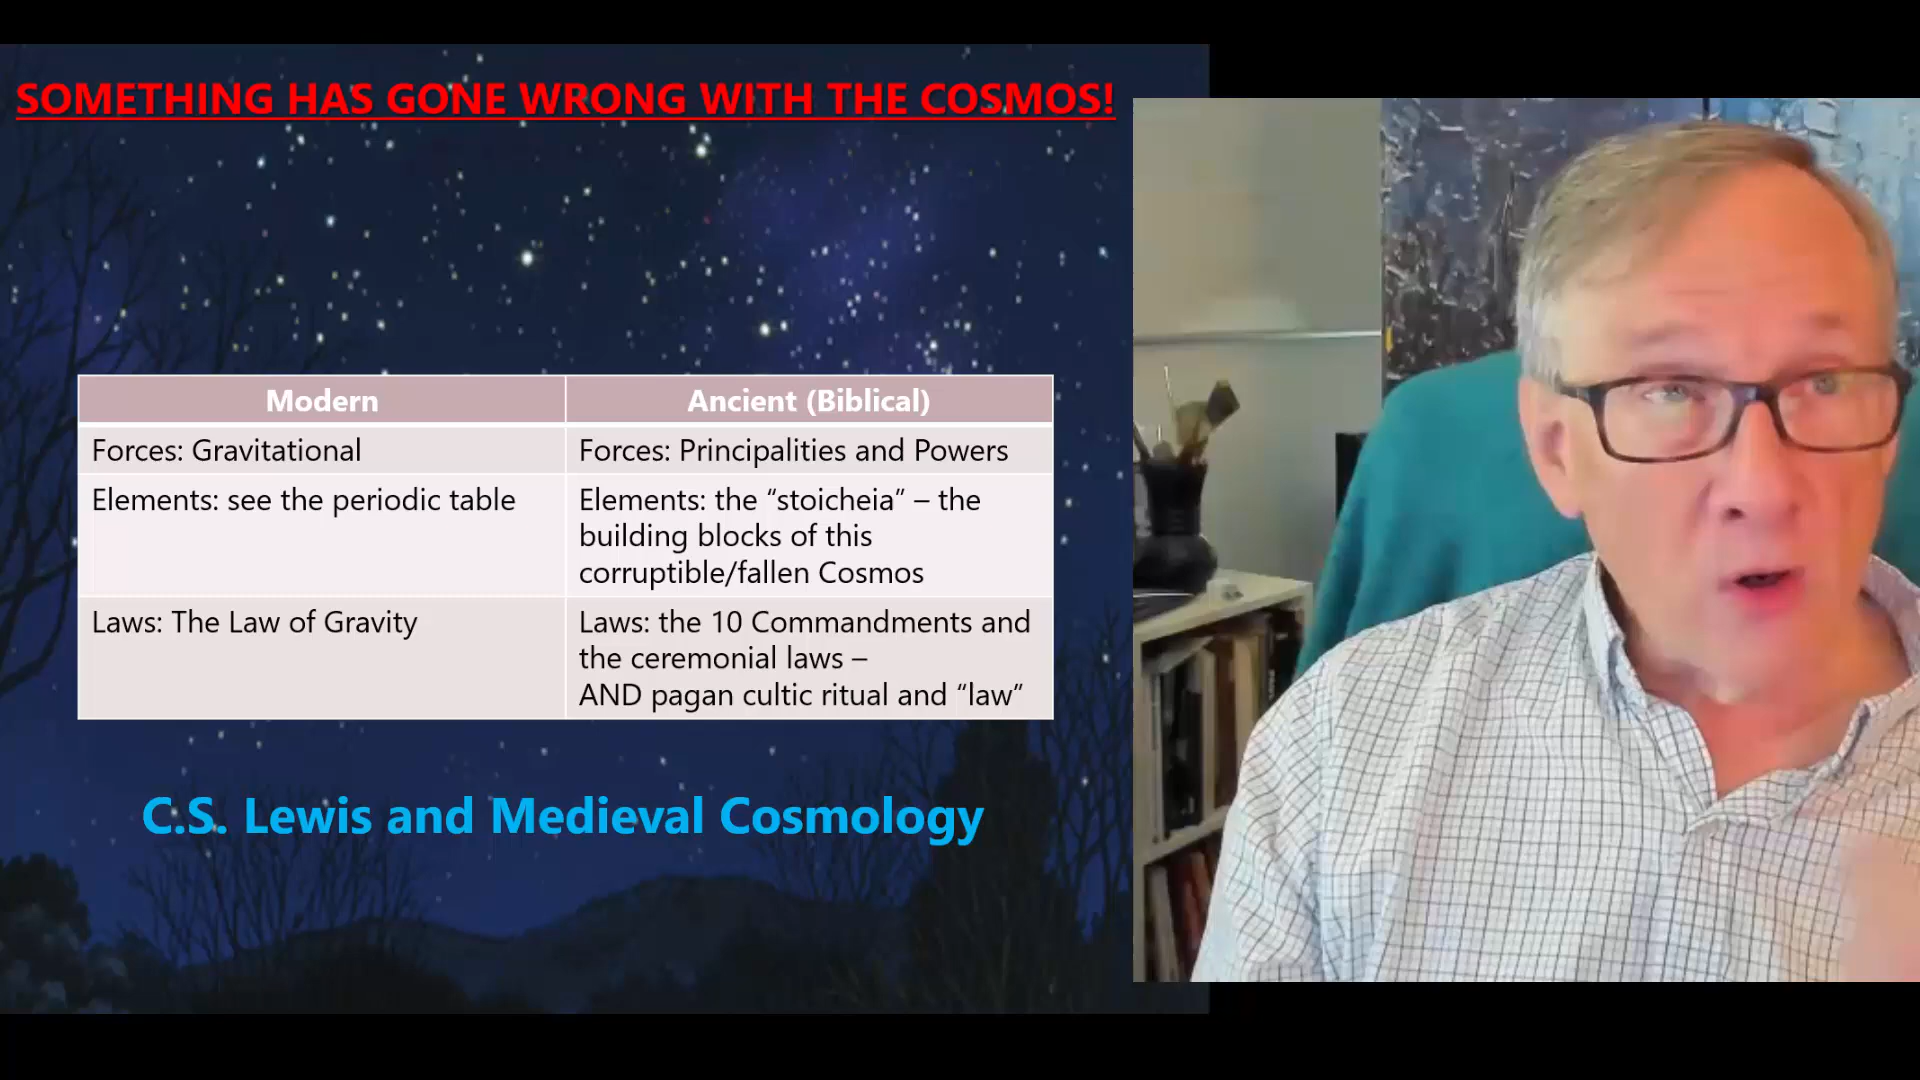 SOMETHING HAS GONE WRONG WITH THE COSMOS!
Modern
Ancient (Biblical)
Forces: Gravitational
Forces: Principalities and Powers
Elements: see the periodic table
Elements: the “stoicheia” – the
building blocks of this
corruptible/fallen Cosmos
Laws: The Law of Gravity
Laws: the 10 Commandments and
the ceremonial laws –
AND pagan cultic ritual and “law”
C.S. Lewis and Medieval Cosmology